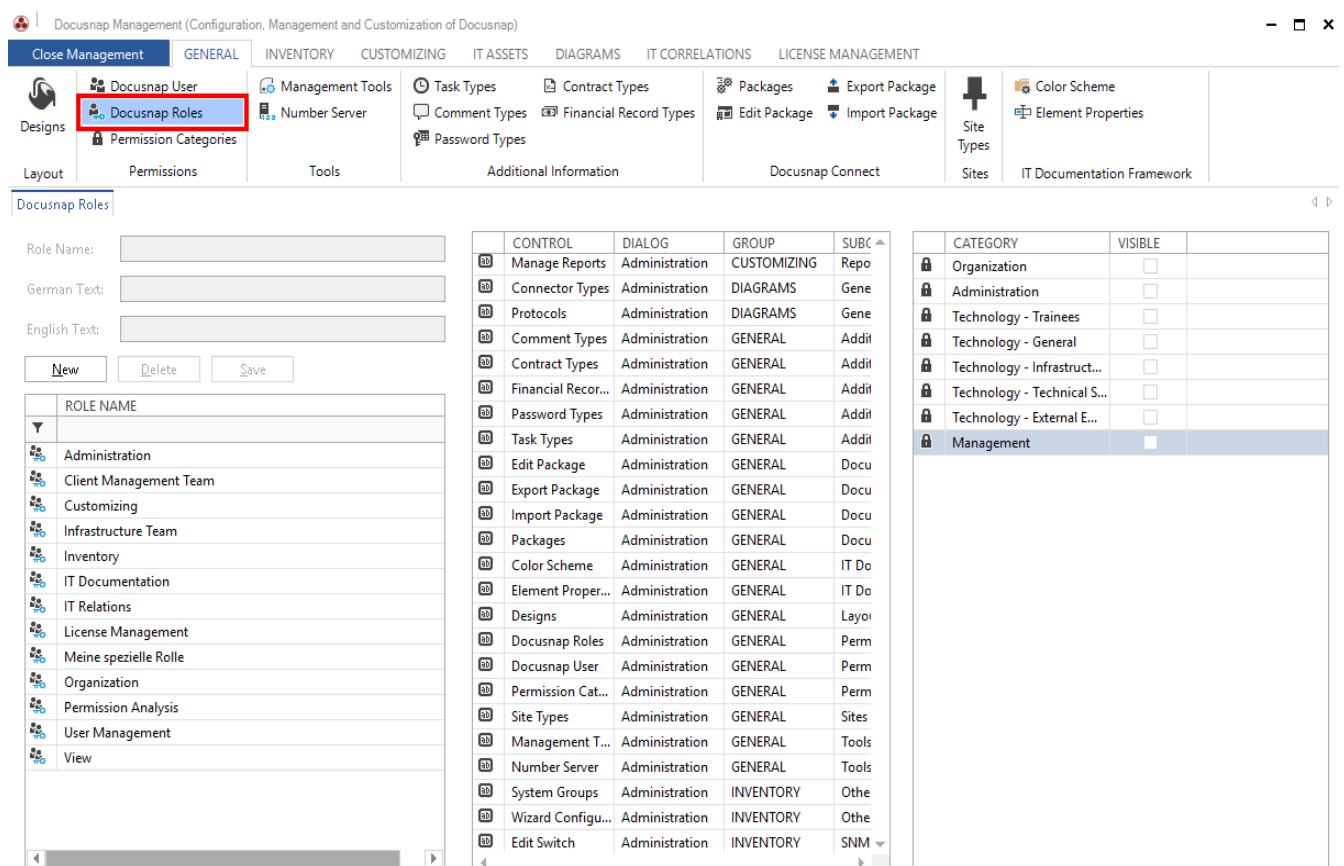 Docusnap Management (Configuration, Management and Customization of Docusnap)
Close Management GENERAL INVENTORY CUSTOMIZING IT ASSETS DIAGRAMS IT CORRELATIONS LICENSE MANAGEMENT
Designs
Layout
Docusnap User
Docusnap Roles
Permission Categories
Permissions
Management Tools
Number Server
Tools
Task Types Contract Types
Comment Types Financial Record Types
Password Types
Additional Information
Packages Export Package
Edit Package Import Package
Docusnap Connect
Site
Types
Sites
Color Scheme
Element Properties
IT Documentation Framework
Docusnap Roles
Role Name:
German Text:
English Text:
New Delete Save
ROLE NAME
Administration
Client Management Team
Customizing
Infrastructure Team
Inventory
IT Documentation
IT Relations
License Management
Meine spezielle Rolle
Organization
Permission Analysis
User Management
View
CONTROL DIALOG GROUP SUBC
Manage Reports Administration CUSTOMIZING Repo
Connector Types Administration DIAGRAMS Gene
Protocols Administration DIAGRAMS Gene
Comment Types Administration GENERAL Addit
Contract Types Administration GENERAL Addit
Financial Recor... Administration GENERAL Addit
Password Types Administration GENERAL Addit
Task Types Administration GENERAL Addit
Edit Package Administration GENERAL Docu
Export Package Administration GENERAL Docu
Import Package Administration GENERAL Docu
Packages Administration GENERAL Docu
Color Scheme Administration GENERAL IT Do
Element Proper... Administration GENERAL IT Do
Designs Administration GENERAL Layou
Docusnap Roles Administration GENERAL Perm
Docusnap User Administration GENERAL Perm
Permission Cat... Administration GENERAL Perm
Site Types Administration GENERAL Sites
Management T... Administration GENERAL Tools
Number Server Administration GENERAL Tools
System Groups Administration INVENTORY Othe
Wizard Configu... Administration INVENTORY Othe
Edit Switch Administration INVENTORY SNM
CATEGORY VISIBLE
Organization
Administration
Technology - Trainees
Technology - General
Technology - Infrastruct...
Technology - Technical S...
Technology - External E...
Management